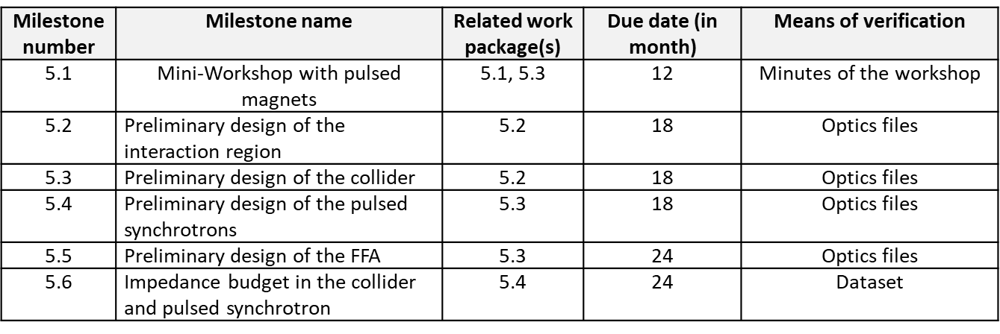 Milestone number Milestone name Related work package(s) Due date (in month) Means of verification
5.1 Mini-Workshop with pulsed magnets 5.1, 5.3 12 Minutes of the workshop
5.2 Preliminary design of the interaction region 5.2 18 Optics files
5.3 Preliminary design of the collider 5.2 18 Optics files
5.4 Preliminary design of the pulsed synchrotrons 5.3 18 Optics files
5.5 Preliminary design of the FFA 5.3 24 Optics files
5.6 Impedance budget in the collider and pulsed synchrotron 5.4 24 Dataset